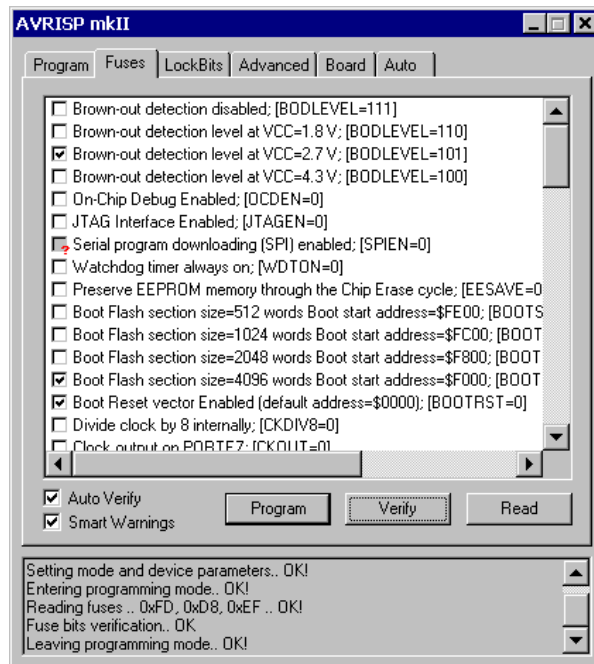 AVRISP mkII
Program Fuses LockBits Advanced Board Auto
Brown-out detection disabled; [BODLEVEL=111]
Brown-out detection level at VCC=1.8 V; [BODLEVEL=110]
Brown-out detection level at VCC=2.7 V; [BODLEVEL=101]
Brown-out detection level at VCC=4.3 V; [BODLEVEL=100]
On-Chip Debug Enabled; [OCDEN=0]
JTAG Interface Enabled; [JTAGEN=0]
Serial program downloading (SPI) enabled; [SPIEN=0]
Watchdog timer always on; [WDTON=0]
Preserve EEPROM memory through the Chip Erase cycle; [EESAVE=0
Boot Flash section size=512 words Boot start address=$FE00; [BOOTS
Boot Flash section size=1024 words Boot start address=$FC00; [BOOT
Boot Flash section size=2048 words Boot start address=$F800; [BOOT
Boot Flash section size=4096 words Boot start address=$F000; [BOOT
Boot Reset vector Enabled (default address=$0000); [BOOTRST=0]
Divide clock by 8 internally; [CKDIV8=0]
Clock output on PORTE7; [CKOUT=0]
Auto Verify
Smart Warnings
Program Verify Read
Setting mode and device parameters.. OK!
Entering programming mode.. OK!
Reading fuses .. 0xFD, 0xD8, 0xEF .. OK!
Fuse bits verification.. OK
Leaving programming mode.. OK!